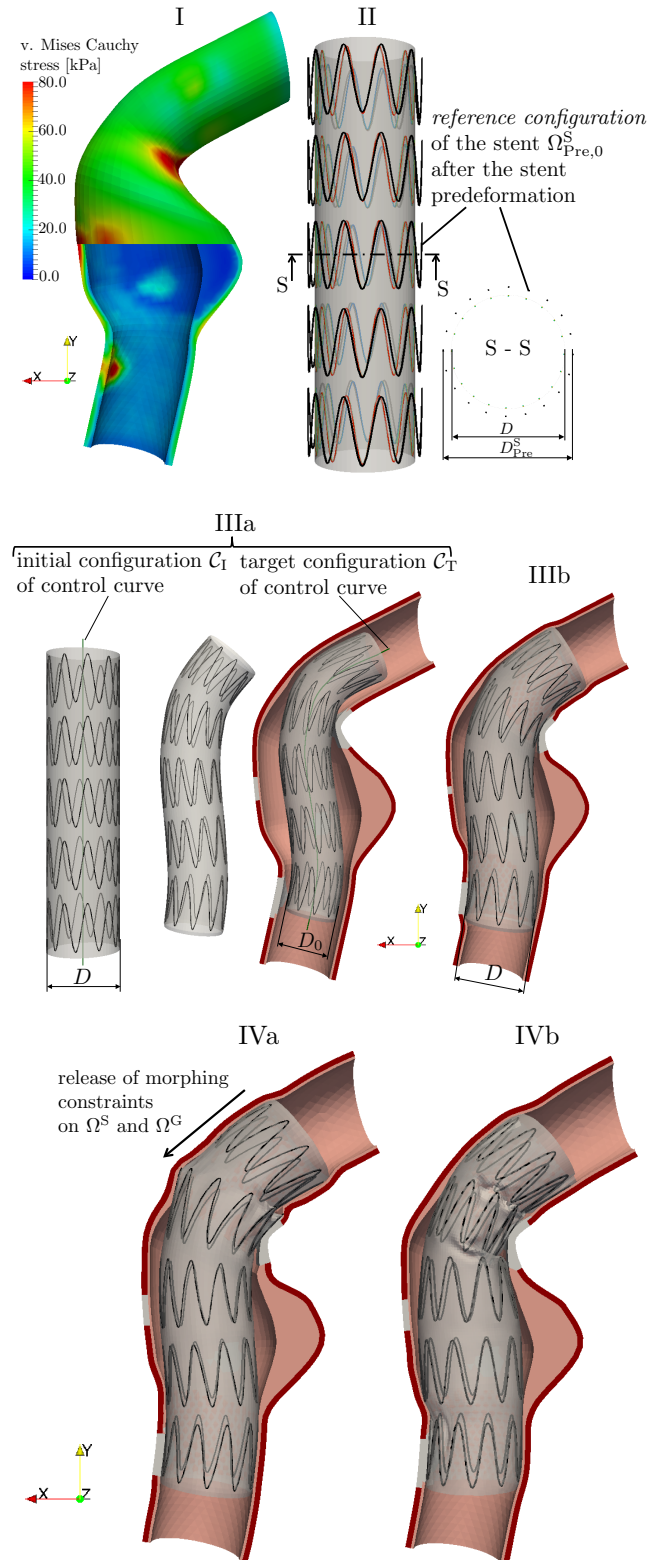 I
v. Mises Cauchy
stress [kPa]
80.0
60.0
40.0
20.0
0.0
Y
X
Z
II
reference configuration
of the stent Ω^S_Pre,0
after the stent
predeformation
S
S
S - S
D
D^S_Pre
IIIa
initial configuration C_I
of control curve
target configuration C_T
of control curve
IIIb
D
D_0
Y
X
Z
D
IVa
release of morphing
constraints
on Ω^S and Ω^G
IVb
Y
X
Z